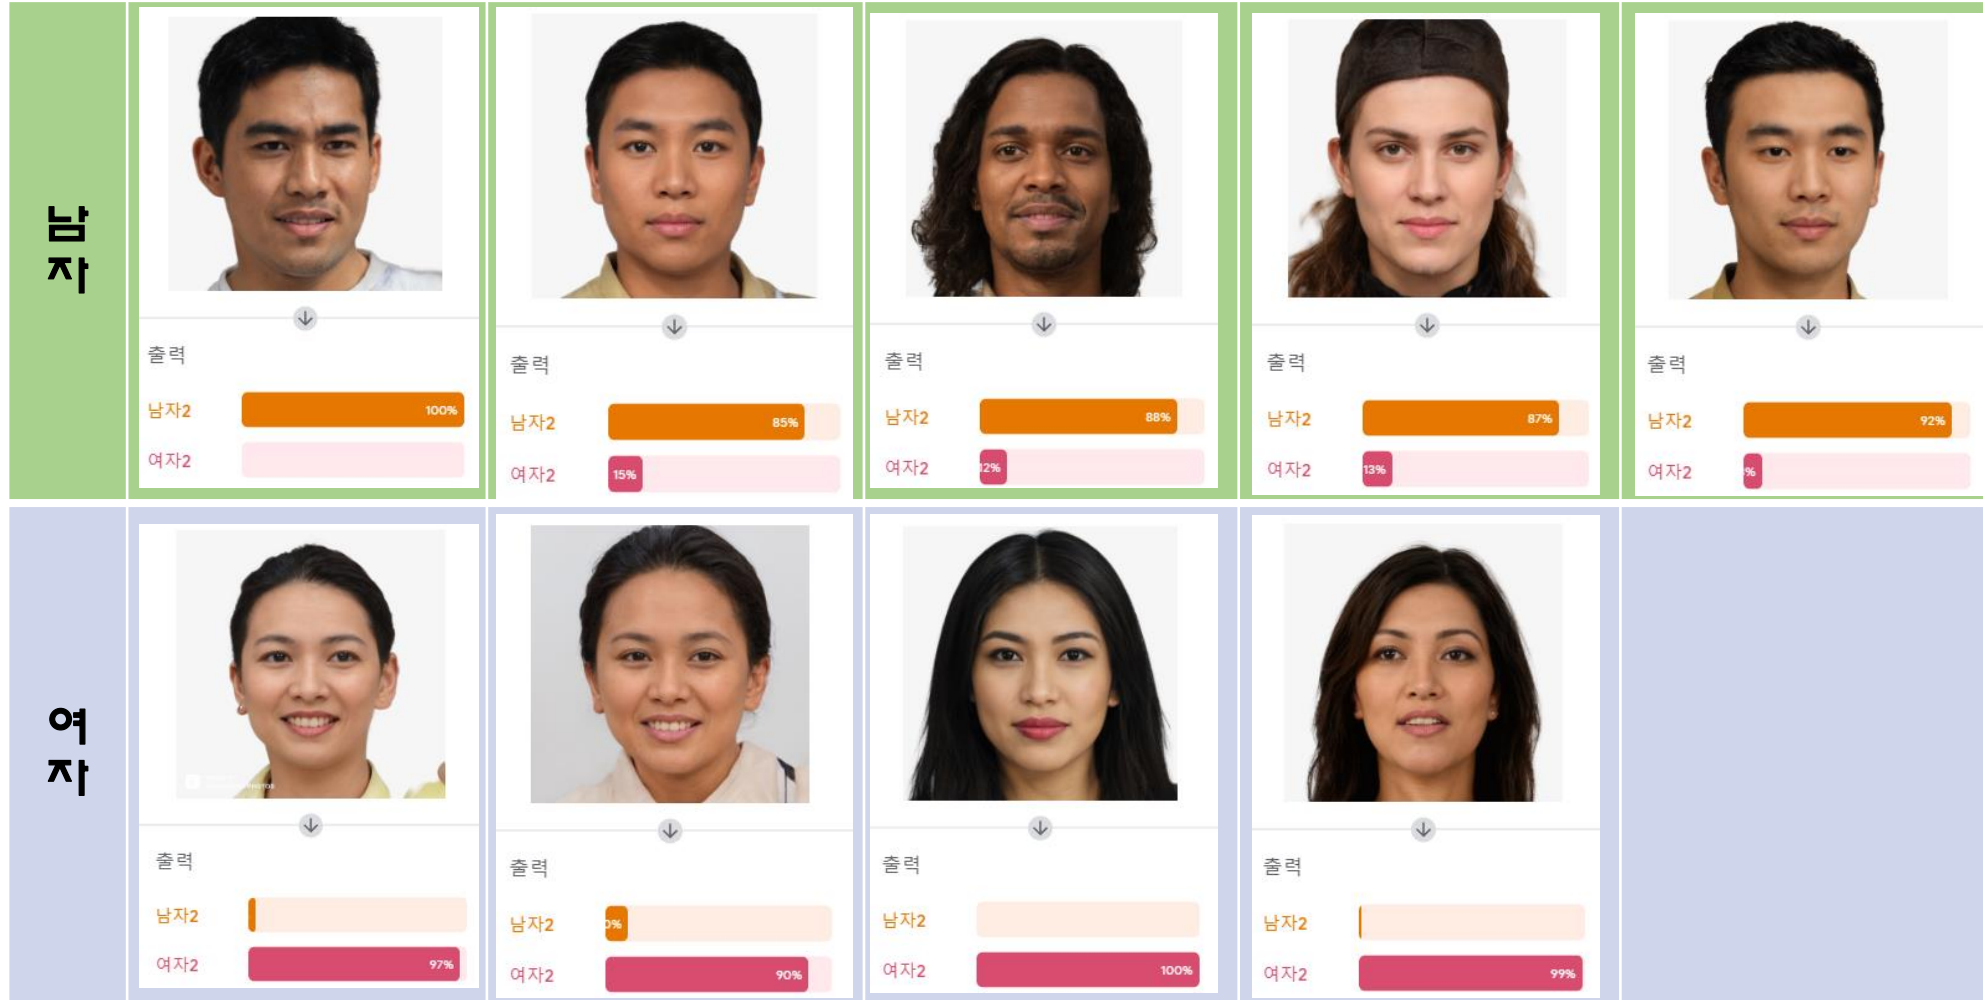 남자
출력
남자2 100%
여자2
출력
남자2 85%
여자2 15%
출력
남자2 88%
여자2 12%
출력
남자2 87%
여자2 13%
출력
남자2 92%
여자2 %
여자
출력
남자2
여자2 97%
출력
남자2 0%
여자2 90%
출력
남자2
여자2 100%
출력
남자2
여자2 99%